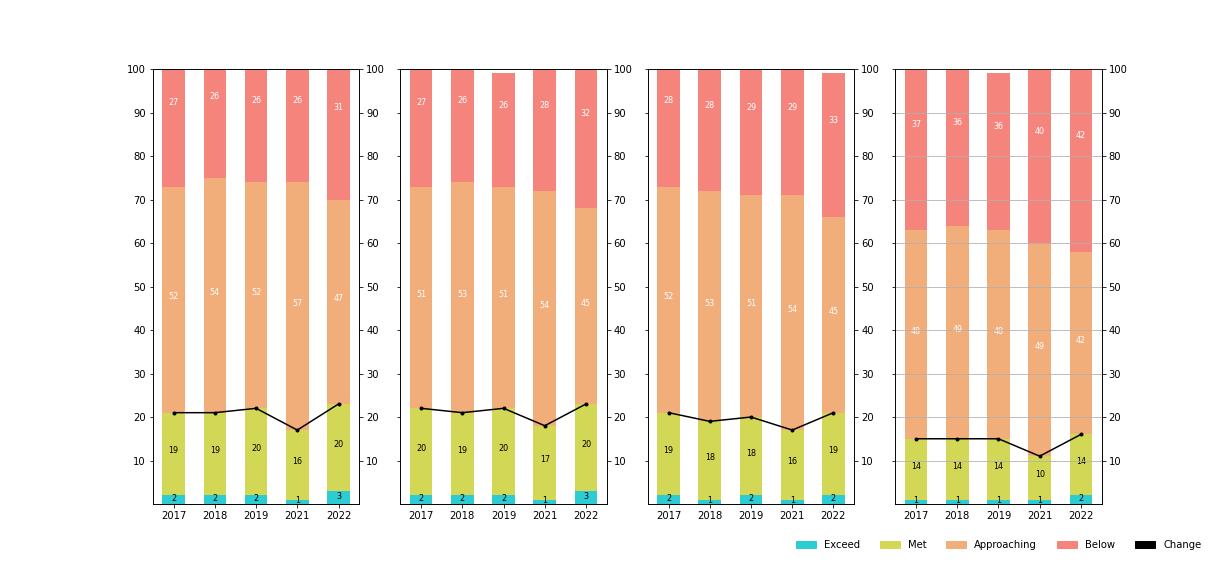 100 100 100 100 100
27 26 26 26 31 27 26 26 28 32 28 28 29 29 33 37 36 36 40 42
90 90 90 90 90
80 80 80 80 80
70 70 70 70 70
60 60 60 60 60
52 54 52 57 47 51 53 51 54 45 52 53 51 54 45 48 49 48 49 42
50 50 50 50 50
40 40 40 40 40
30 30 30 30 30
20 20 20 20 20
19 19 20 16 20 20 19 20 17 20 19 18 18 16 19 14 14 14 10 14
10 10 10 10 10
2 2 2 1 3 2 2 2 1 3 2 1 2 1 2 1 1 1 1 2
2017 2018 2019 2021 2022 2017 2018 2019 2021 2022 2017 2018 2019 2021 2022 2017 2018 2019 2021 2022
Exceed Met Approaching Below Change